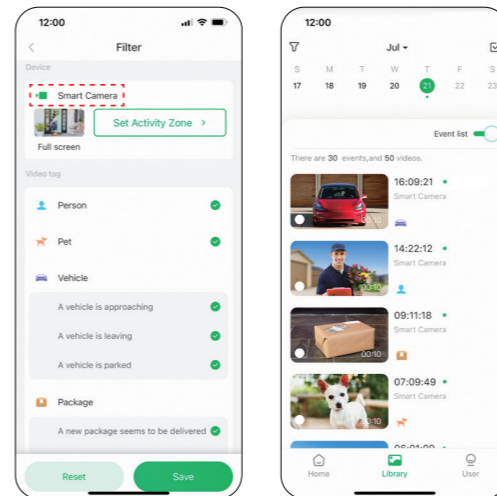 12:00
Filter
Device
Smart Camera
Set Activity Zone >
Full screen
Video tag
Person
Pet
Vehicle
A vehicle is approaching
A vehicle is leaving
A vehicle is parked
Package
A new package seems to be delivered
Reset
Save
12:00
Jul
S M T W T F S
17 18 19 20 21 22 23
Event list
There are 30 events,and 50 videos.
16:09:21
Smart Camera
00:10
14:22:12
Smart Camera
00:10
09:11:18
Smart Camera
00:10
07:09:49
Smart Camera
00:10
Home
Library
User